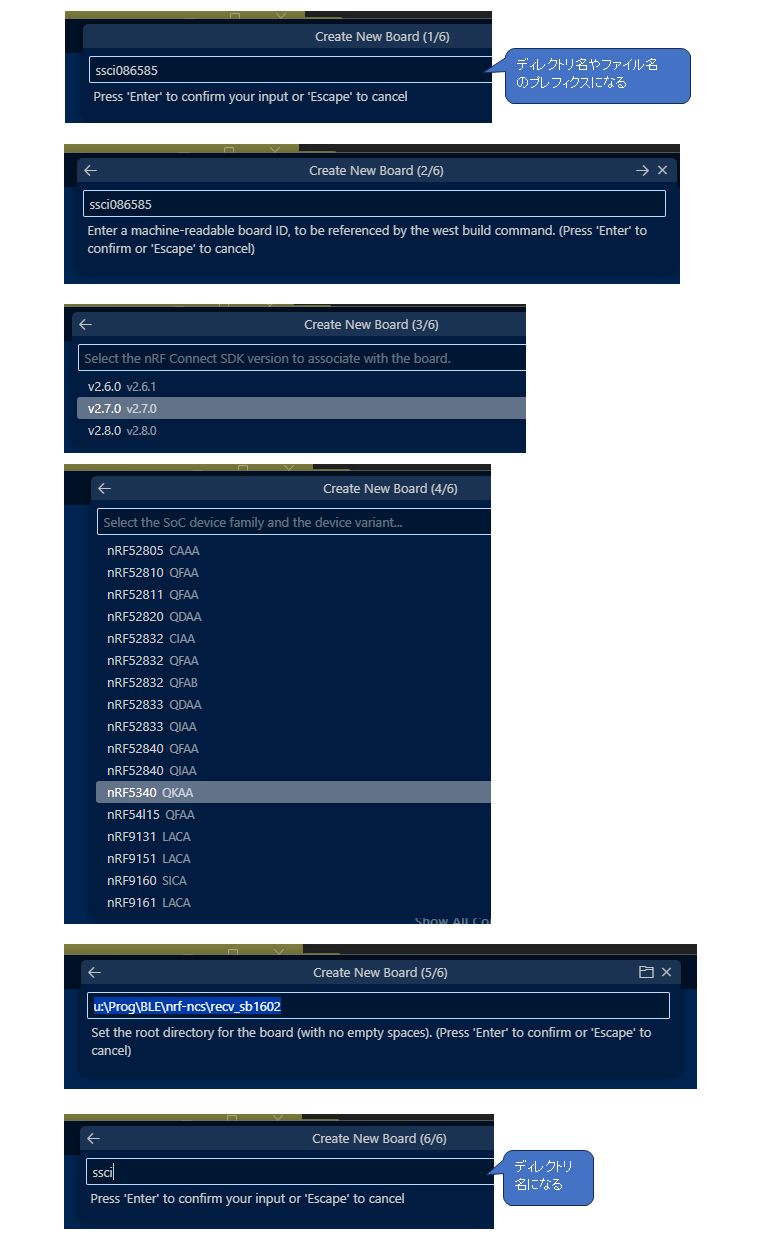 Create New Board (1/6)
ssci086585
Press 'Enter' to confirm your input or 'Escape' to cancel
ディレクトリ名やファイル名
のプレフィクスになる
Create New Board (2/6)
ssci086585
Enter a machine-readable board ID, to be referenced by the west build command. (Press 'Enter' to
confirm or 'Escape' to cancel)
Create New Board (3/6)
Select the nRF Connect SDK version to associate with the board.
v2.6.0 v2.6.1
v2.7.0 v2.7.0
v2.8.0 v2.8.0
Create New Board (4/6)
Select the SoC device family and the device variant...
nRF52805 CAAA
nRF52810 QFAA
nRF52811 QFAA
nRF52820 QDAA
nRF52832 CIAA
nRF52832 QFAA
nRF52832 QFAB
nRF52833 QDAA
nRF52833 QIAA
nRF52840 QFAA
nRF52840 QIAA
nRF5340 QKAA
nRF54l15 QFAA
nRF9131 LACA
nRF9151 LACA
nRF9160 SICA
nRF9161 LACA
Show All Co
Create New Board (5/6)
u:\Prog\BLE\nrf-ncs\recv_sb1602
Set the root directory for the board (with no empty spaces). (Press 'Enter' to confirm or 'Escape' to
cancel)
Create New Board (6/6)
ssci
Press 'Enter' to confirm your input or 'Escape' to cancel
ディレクトリ
名になる